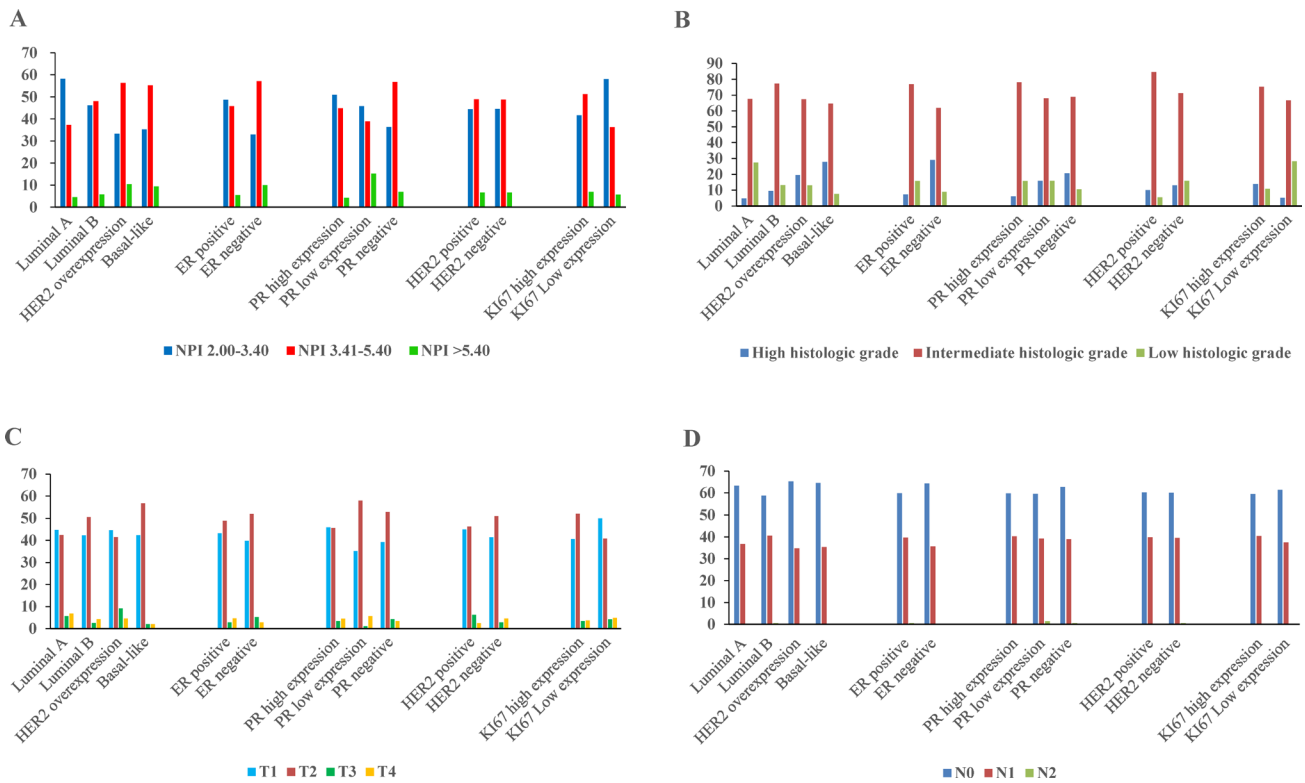 A
70
60
50
40
30
20
10
0
Luminal A
Luminal B
HER2 overexpression
Basal-like
ER positive
ER negative
PR high expression
PR low expression
PR negative
HER2 positive
HER2 negative
KI67 high expression
KI67 Low expression
NPI 2.00-3.40 NPI 3.41-5.40 NPI >5.40
B
90
80
70
60
50
40
30
20
10
0
Luminal A
Luminal B
HER2 overexpression
Basal-like
ER positive
ER negative
PR high expression
PR low expression
PR negative
HER2 positive
HER2 negative
KI67 high expression
KI67 Low expression
High histologic grade Intermediate histologic grade Low histologic grade
C
70
60
50
40
30
20
10
0
Luminal A
Luminal B
HER2 overexpression
Basal-like
ER positive
ER negative
PR high expression
PR low expression
PR negative
HER2 positive
HER2 negative
KI67 high expression
KI67 Low expression
T1 T2 T3 T4
D
70
60
50
40
30
20
10
0
Luminal A
Luminal B
HER2 overexpression
Basal-like
ER positive
ER negative
PR high expression
PR low expression
PR negative
HER2 positive
HER2 negative
KI67 high expression
KI67 Low expression
N0 N1 N2